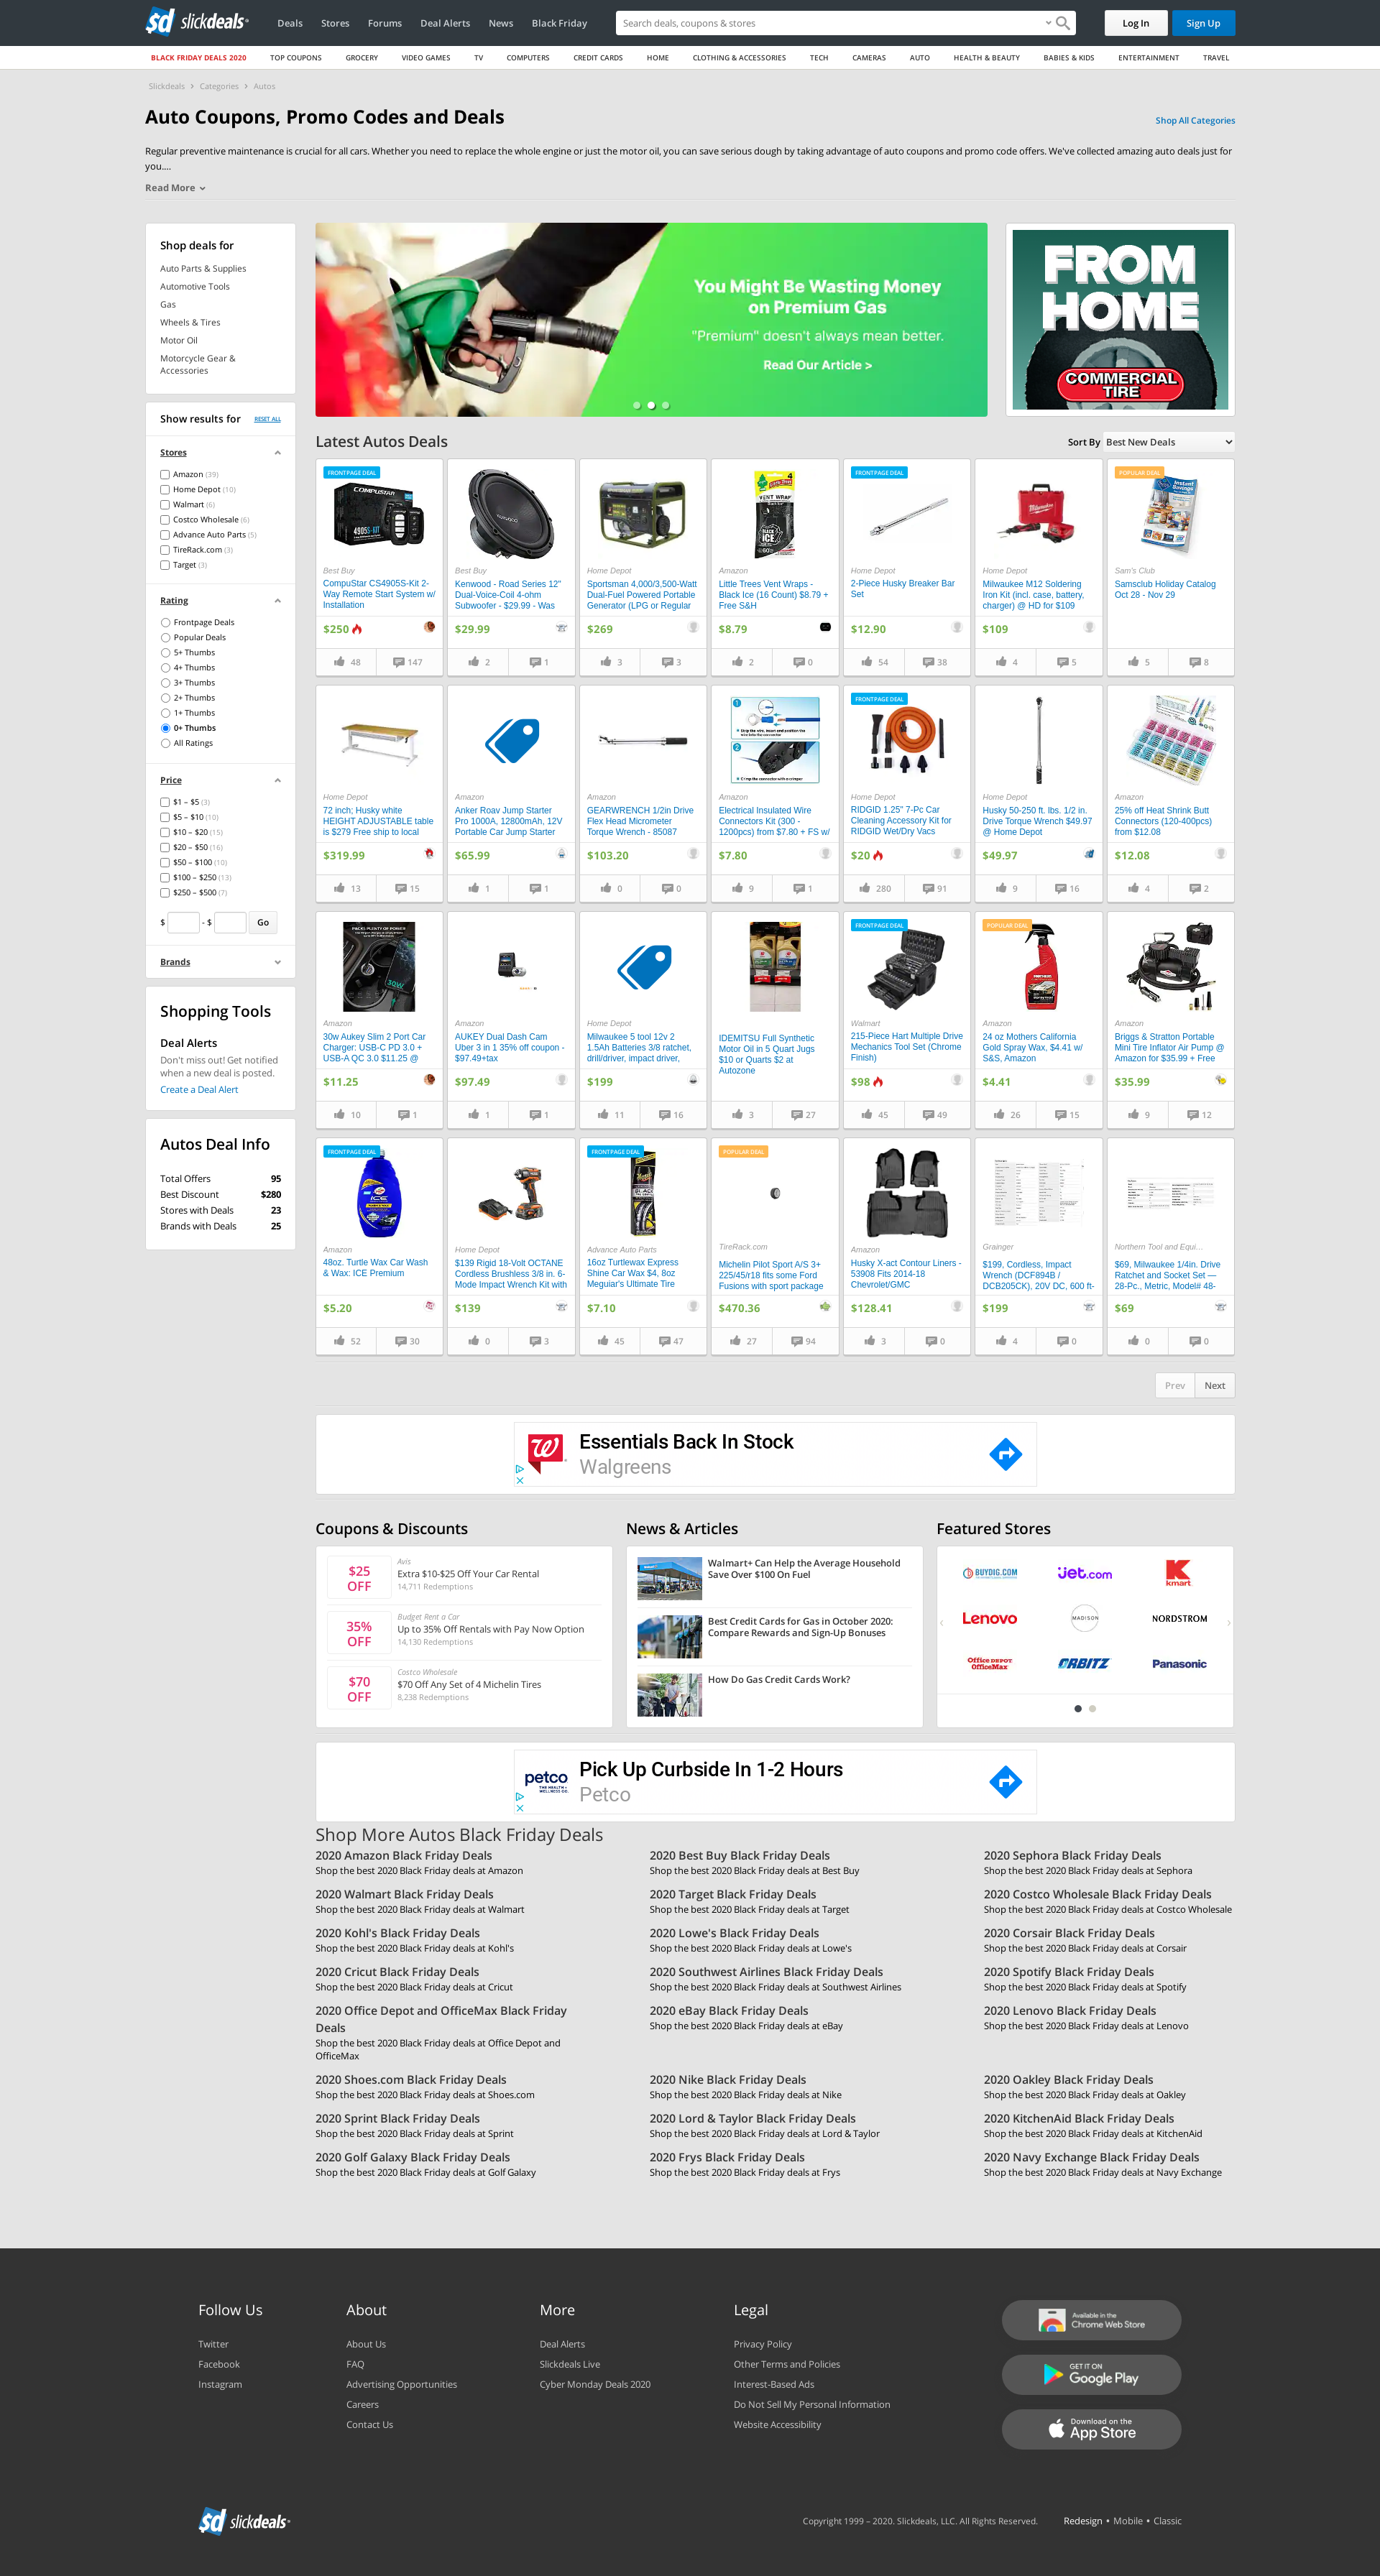 slickdeals
Deals Stores Forums Deal Alerts News Black Friday
Search deals, coupons & stores
Log In Sign Up
BLACK FRIDAY DEALS 2020 TOP COUPONS GROCERY VIDEO GAMES TV COMPUTERS CREDIT CARDS HOME CLOTHING & ACCESSORIES TECH CAMERAS AUTO HEALTH & BEAUTY BABIES & KIDS ENTERTAINMENT TRAVEL
Slickdeals > Categories > Autos
Auto Coupons, Promo Codes and Deals
Shop All Categories
Regular preventive maintenance is crucial for all cars. Whether you need to replace the whole engine or just the motor oil, you can save serious dough by taking advantage of auto coupons and promo code offers. We've collected amazing auto deals just for
you....
Read More
Shop deals for
Auto Parts & Supplies
Automotive Tools
Gas
Wheels & Tires
Motor Oil
Motorcycle Gear &
Accessories
Show results for RESET ALL
Stores
Amazon (39)
Home Depot (10)
Walmart (6)
Costco Wholesale (6)
Advance Auto Parts (5)
TireRack.com (3)
Target (3)
Rating
Frontpage Deals
Popular Deals
5+ Thumbs
4+ Thumbs
3+ Thumbs
2+ Thumbs
1+ Thumbs
0+ Thumbs
All Ratings
Price
$1 – $5 (3)
$5 – $10 (10)
$10 – $20 (15)
$20 – $50 (16)
$50 – $100 (10)
$100 – $250 (13)
$250 – $500 (7)
$ - $ Go
Brands
Shopping Tools
Deal Alerts
Don't miss out! Get notified
when a new deal is posted.
Create a Deal Alert
Autos Deal Info
Total Offers 95
Best Discount $280
Stores with Deals 23
Brands with Deals 25
You Might be Wasting Money
on Premium Gas
"Premium" doesn't always mean better.
Read Our Article >
FROM
HOME
COMMERCIAL
TIRE
Latest Autos Deals
Sort By Best New Deals
FRONTPAGE DEAL
COMPUSTAR
Best Buy
CompuStar CS4905S-Kit 2-
Way Remote Start System w/
Installation
$250
48 147
Best Buy
Kenwood - Road Series 12"
Dual-Voice-Coil 4-ohm
Subwoofer - $29.99 - Was
$29.99
2 1
Home Depot
Sportsman 4,000/3,500-Watt
Dual-Fuel Powered Portable
Generator (LPG or Regular
$269
3 3
VENT WRAP
BLACK
ICE
Amazon
Little Trees Vent Wraps -
Black Ice (16 Count) $8.79 +
Free S&H
$8.79
2 0
FRONTPAGE DEAL
Home Depot
2-Piece Husky Breaker Bar
Set
$12.90
54 38
Home Depot
Milwaukee M12 Soldering
Iron Kit (incl. case, battery,
charger) @ HD for $109
$109
4 5
POPULAR DEAL
Instant
Savings
Sam's Club
Samsclub Holiday Catalog
Oct 28 - Nov 29
5 8
Home Depot
72 inch; Husky white
HEIGHT ADJUSTABLE table
is $279 Free ship to local
$319.99
13 15
Amazon
Anker Roav Jump Starter
Pro 1000A, 12800mAh, 12V
Portable Car Jump Starter
$65.99
1 1
Amazon
GEARWRENCH 1/2in Drive
Flex Head Micrometer
Torque Wrench - 85087
$103.20
0 0
1
2
Amazon
Electrical Insulated Wire
Connectors Kit (300 -
1200pcs) from $7.80 + FS w/
$7.80
9 1
FRONTPAGE DEAL
Home Depot
RIDGID 1.25" 7-Pc Car
Cleaning Accessory Kit for
RIDGID Wet/Dry Vacs
$20
280 91
Home Depot
Husky 50-250 ft. lbs. 1/2 in.
Drive Torque Wrench $49.97
@ Home Depot
$49.97
9 16
Amazon
25% off Heat Shrink Butt
Connectors (120-400pcs)
from $12.08
$12.08
4 2
PACKS PLENTY OF POWER
30W
Amazon
30w Aukey Slim 2 Port Car
Charger: USB-C PD 3.0 +
USB-A QC 3.0 $11.25 @
$11.25
10 1
Amazon
AUKEY Dual Dash Cam
Uber 3 in 1 35% off coupon -
$97.49+tax
$97.49
1 1
Home Depot
Milwaukee 5 tool 12v 2
1.5Ah Batteries 3/8 ratchet,
drill/driver, impact driver,
$199
11 16
IDEMITSU Full Synthetic
Motor Oil in 5 Quart Jugs
$10 or Quarts $2 at
Autozone
3 27
FRONTPAGE DEAL
Walmart
215-Piece Hart Multiple Drive
Mechanics Tool Set (Chrome
Finish)
$98
45 49
POPULAR DEAL
Amazon
24 oz Mothers California
Gold Spray Wax, $4.41 w/
S&S, Amazon
$4.41
26 15
Amazon
Briggs & Stratton Portable
Mini Tire Inflator Air Pump @
Amazon for $35.99 + Free
$35.99
9 12
FRONTPAGE DEAL
ICE
Amazon
48oz. Turtle Wax Car Wash
& Wax: ICE Premium
$5.20
52 30
Home Depot
$139 Rigid 18-Volt OCTANE
Cordless Brushless 3/8 in. 6-
Mode Impact Wrench Kit with
$139
0 3
FRONTPAGE DEAL
BLACK
Advance Auto Parts
16oz Turtlewax Express
Shine Car Wax $4, 8oz
Meguiar's Ultimate Tire
$7.10
45 47
POPULAR DEAL
TireRack.com
Michelin Pilot Sport A/S 3+
225/45/r18 fits some Ford
Fusions with sport package
$470.36
27 94
Amazon
Husky X-act Contour Liners -
53908 Fits 2014-18
Chevrolet/GMC
$128.41
3 0
Grainger
$199, Cordless, Impact
Wrench (DCF894B /
DCB205CK), 20V DC, 600 ft-
$199
4 0
Northern Tool and Equi...
$69, Milwaukee 1/4in. Drive
Ratchet and Socket Set —
28-Pc., Metric, Model# 48-
$69
0 0
Prev Next
Essentials Back In Stock
Walgreens
Coupons & Discounts
$25
OFF
Avis
Extra $10-$25 Off Your Car Rental
14,711 Redemptions
35%
OFF
Budget Rent a Car
Up to 35% Off Rentals with Pay Now Option
14,130 Redemptions
$70
OFF
Costco Wholesale
$70 Off Any Set of 4 Michelin Tires
8,238 Redemptions
News & Articles
Walmart+ Can Help the Average Household
Save Over $100 On Fuel
Best Credit Cards for Gas in October 2020:
Compare Rewards and Sign-Up Bonuses
How Do Gas Credit Cards Work?
Featured Stores
BUYDIG.COM jet.com kmart
Lenovo MADISON NORDSTROM
Office DEPOT
OfficeMax ORBITZ Panasonic
petco
THE HEALTH +
WELLNESS CO.
Pick Up Curbside In 1-2 Hours
Petco
Shop More Autos Black Friday Deals
2020 Amazon Black Friday Deals
Shop the best 2020 Black Friday deals at Amazon
2020 Best Buy Black Friday Deals
Shop the best 2020 Black Friday deals at Best Buy
2020 Sephora Black Friday Deals
Shop the best 2020 Black Friday deals at Sephora
2020 Walmart Black Friday Deals
Shop the best 2020 Black Friday deals at Walmart
2020 Target Black Friday Deals
Shop the best 2020 Black Friday deals at Target
2020 Costco Wholesale Black Friday Deals
Shop the best 2020 Black Friday deals at Costco Wholesale
2020 Kohl's Black Friday Deals
Shop the best 2020 Black Friday deals at Kohl's
2020 Lowe's Black Friday Deals
Shop the best 2020 Black Friday deals at Lowe's
2020 Corsair Black Friday Deals
Shop the best 2020 Black Friday deals at Corsair
2020 Cricut Black Friday Deals
Shop the best 2020 Black Friday deals at Cricut
2020 Southwest Airlines Black Friday Deals
Shop the best 2020 Black Friday deals at Southwest Airlines
2020 Spotify Black Friday Deals
Shop the best 2020 Black Friday deals at Spotify
2020 Office Depot and OfficeMax Black Friday
Deals
Shop the best 2020 Black Friday deals at Office Depot and
OfficeMax
2020 eBay Black Friday Deals
Shop the best 2020 Black Friday deals at eBay
2020 Lenovo Black Friday Deals
Shop the best 2020 Black Friday deals at Lenovo
2020 Shoes.com Black Friday Deals
Shop the best 2020 Black Friday deals at Shoes.com
2020 Nike Black Friday Deals
Shop the best 2020 Black Friday deals at Nike
2020 Oakley Black Friday Deals
Shop the best 2020 Black Friday deals at Oakley
2020 Sprint Black Friday Deals
Shop the best 2020 Black Friday deals at Sprint
2020 Lord & Taylor Black Friday Deals
Shop the best 2020 Black Friday deals at Lord & Taylor
2020 KitchenAid Black Friday Deals
Shop the best 2020 Black Friday deals at KitchenAid
2020 Golf Galaxy Black Friday Deals
Shop the best 2020 Black Friday deals at Golf Galaxy
2020 Frys Black Friday Deals
Shop the best 2020 Black Friday deals at Frys
2020 Navy Exchange Black Friday Deals
Shop the best 2020 Black Friday deals at Navy Exchange
Follow Us
Twitter
Facebook
Instagram
About
About Us
FAQ
Advertising Opportunities
Careers
Contact Us
More
Deal Alerts
Slickdeals Live
Cyber Monday Deals 2020
Legal
Privacy Policy
Other Terms and Policies
Interest-Based Ads
Do Not Sell My Personal Information
Website Accessibility
Available in the
Chrome Web Store
GET IT ON
Google Play
Download on the
App Store
slickdeals
Copyright 1999 – 2020. Slickdeals, LLC. All Rights Reserved.
Redesign • Mobile • Classic